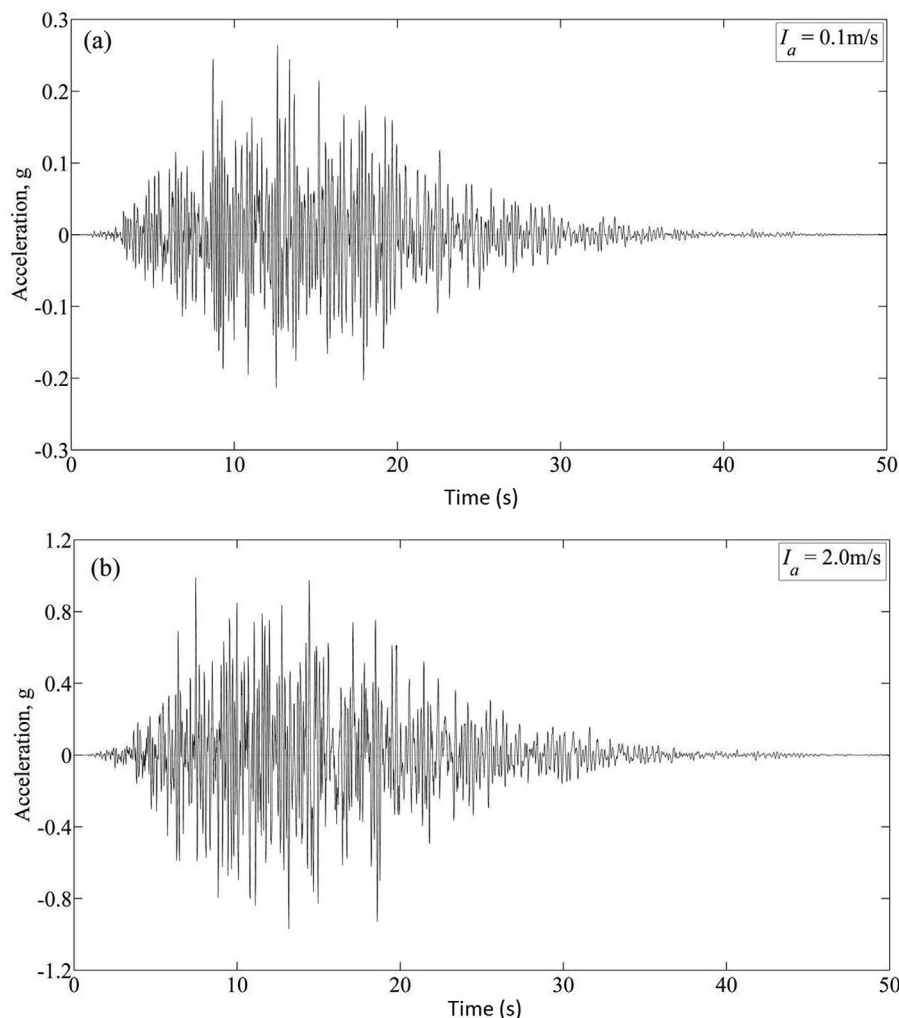 (a)
I_a = 0.1m/s
0.3
0.2
0.1
0
-0.1
-0.2
-0.3
Acceleration, g
0 10 20 30 40 50
Time (s)
(b)
I_a = 2.0m/s
1.2
0.8
0.4
0
-0.4
-0.8
-1.2
Acceleration, g
0 10 20 30 40 50
Time (s)